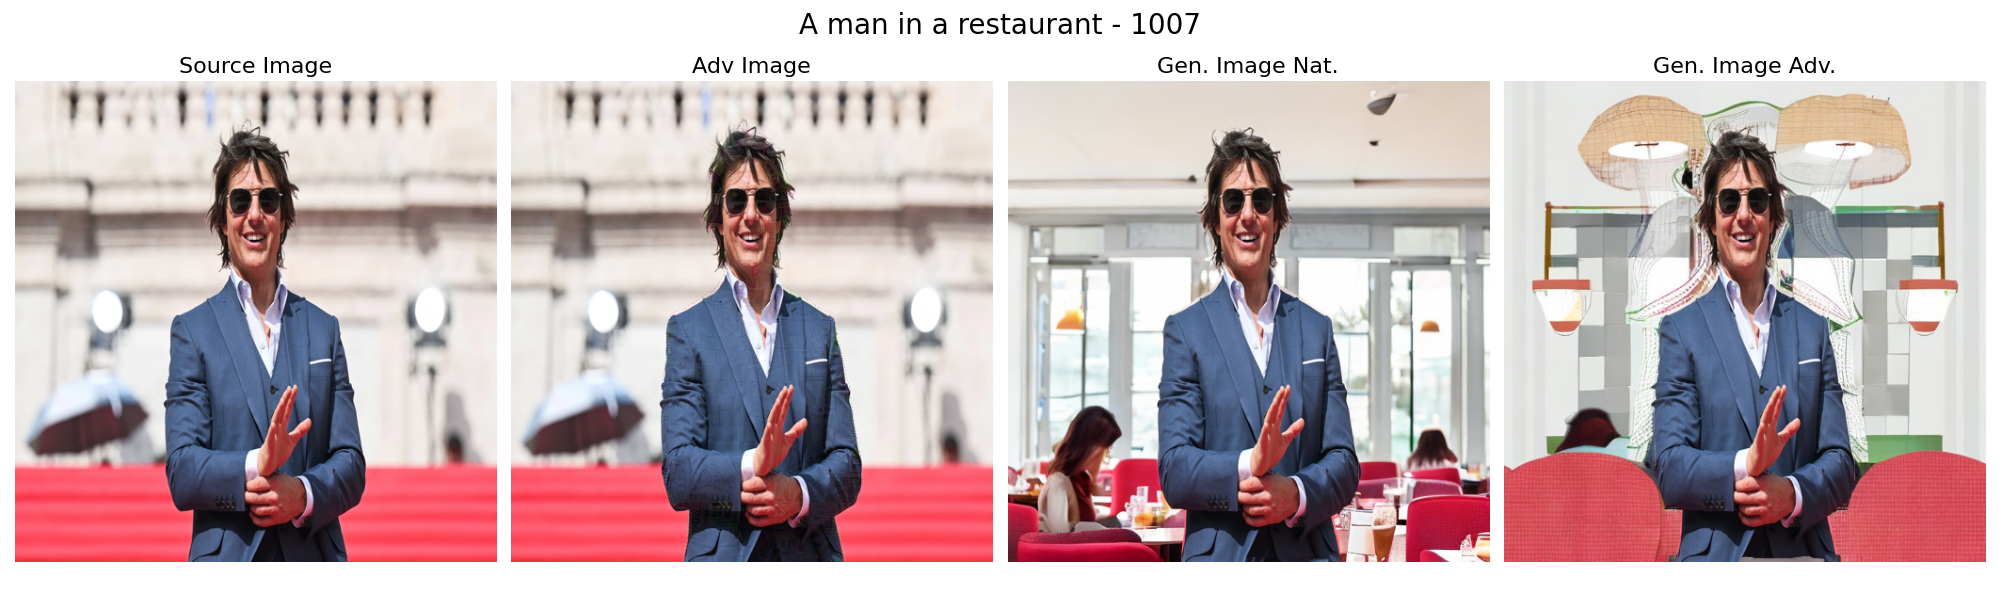 A man in a restaurant - 1007
Source Image
Adv Image
Gen. Image Nat.
Gen. Image Adv.